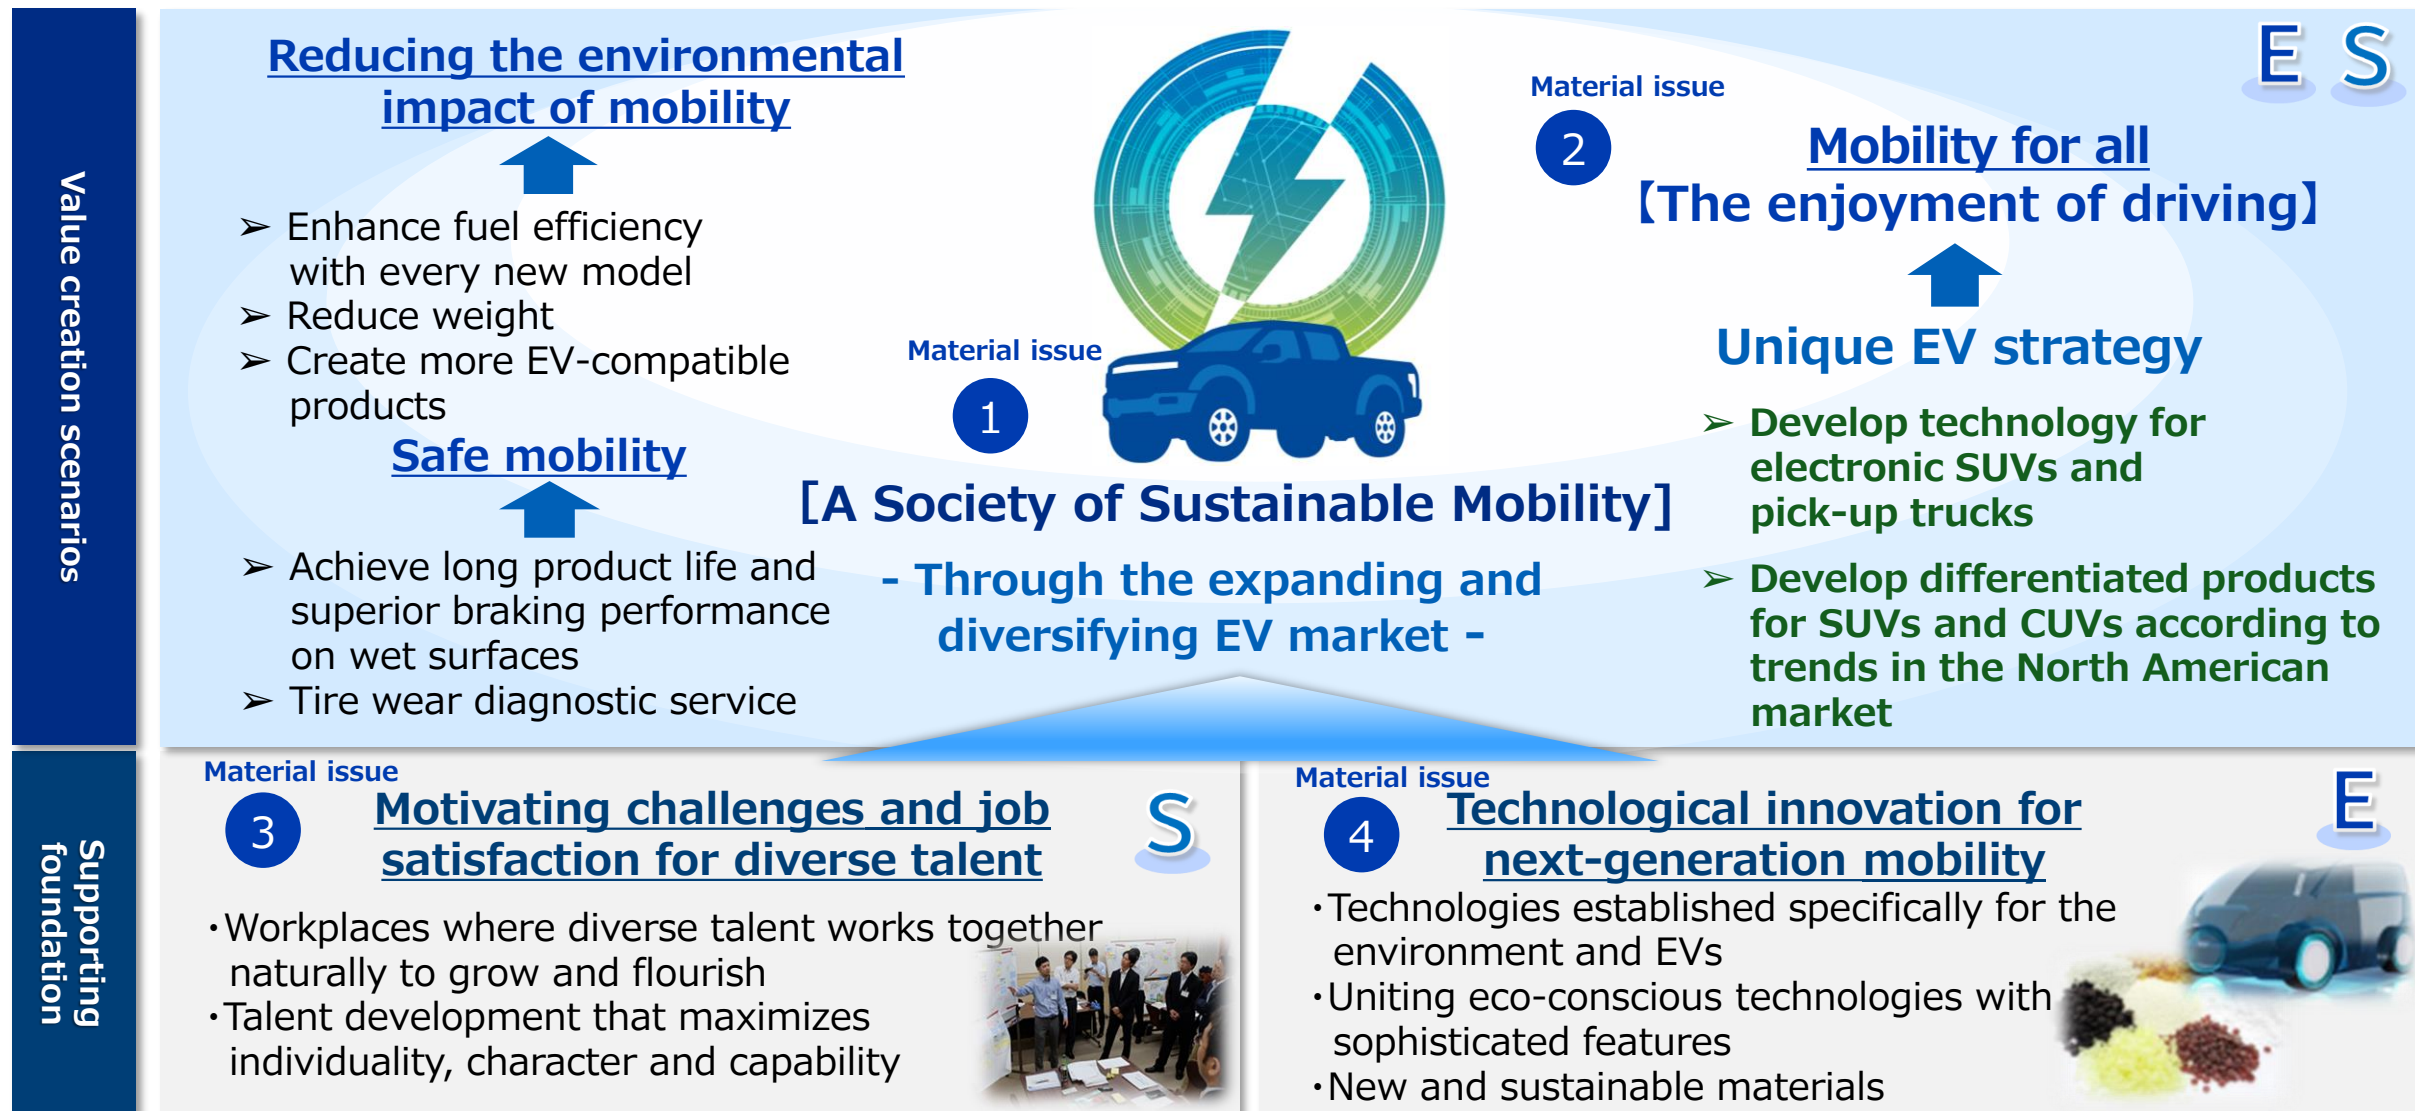 Value creation scenarios
Reducing the environmental
impact of mobility
➢ Enhance fuel efficiency
with every new model
➢ Reduce weight
➢ Create more EV-compatible
products
Safe mobility
➢ Achieve long product life and
superior braking performance
on wet surfaces
➢ Tire wear diagnostic service
Material issue
1
[A Society of Sustainable Mobility]
- Through the expanding and
diversifying EV market -
E S
Material issue
2
Mobility for all
【The enjoyment of driving】
Unique EV strategy
➢ Develop technology for
electronic SUVs and
pick-up trucks
➢ Develop differentiated products
for SUVs and CUVs according to
trends in the North American
market
Supporting
foundation
Material issue
3
Motivating challenges and job
satisfaction for diverse talent
S
・Workplaces where diverse talent works together
naturally to grow and flourish
・Talent development that maximizes
individuality, character and capability
Material issue
4
Technological innovation for
next-generation mobility
E
・Technologies established specifically for the
environment and EVs
・Uniting eco-conscious technologies with
sophisticated features
・New and sustainable materials